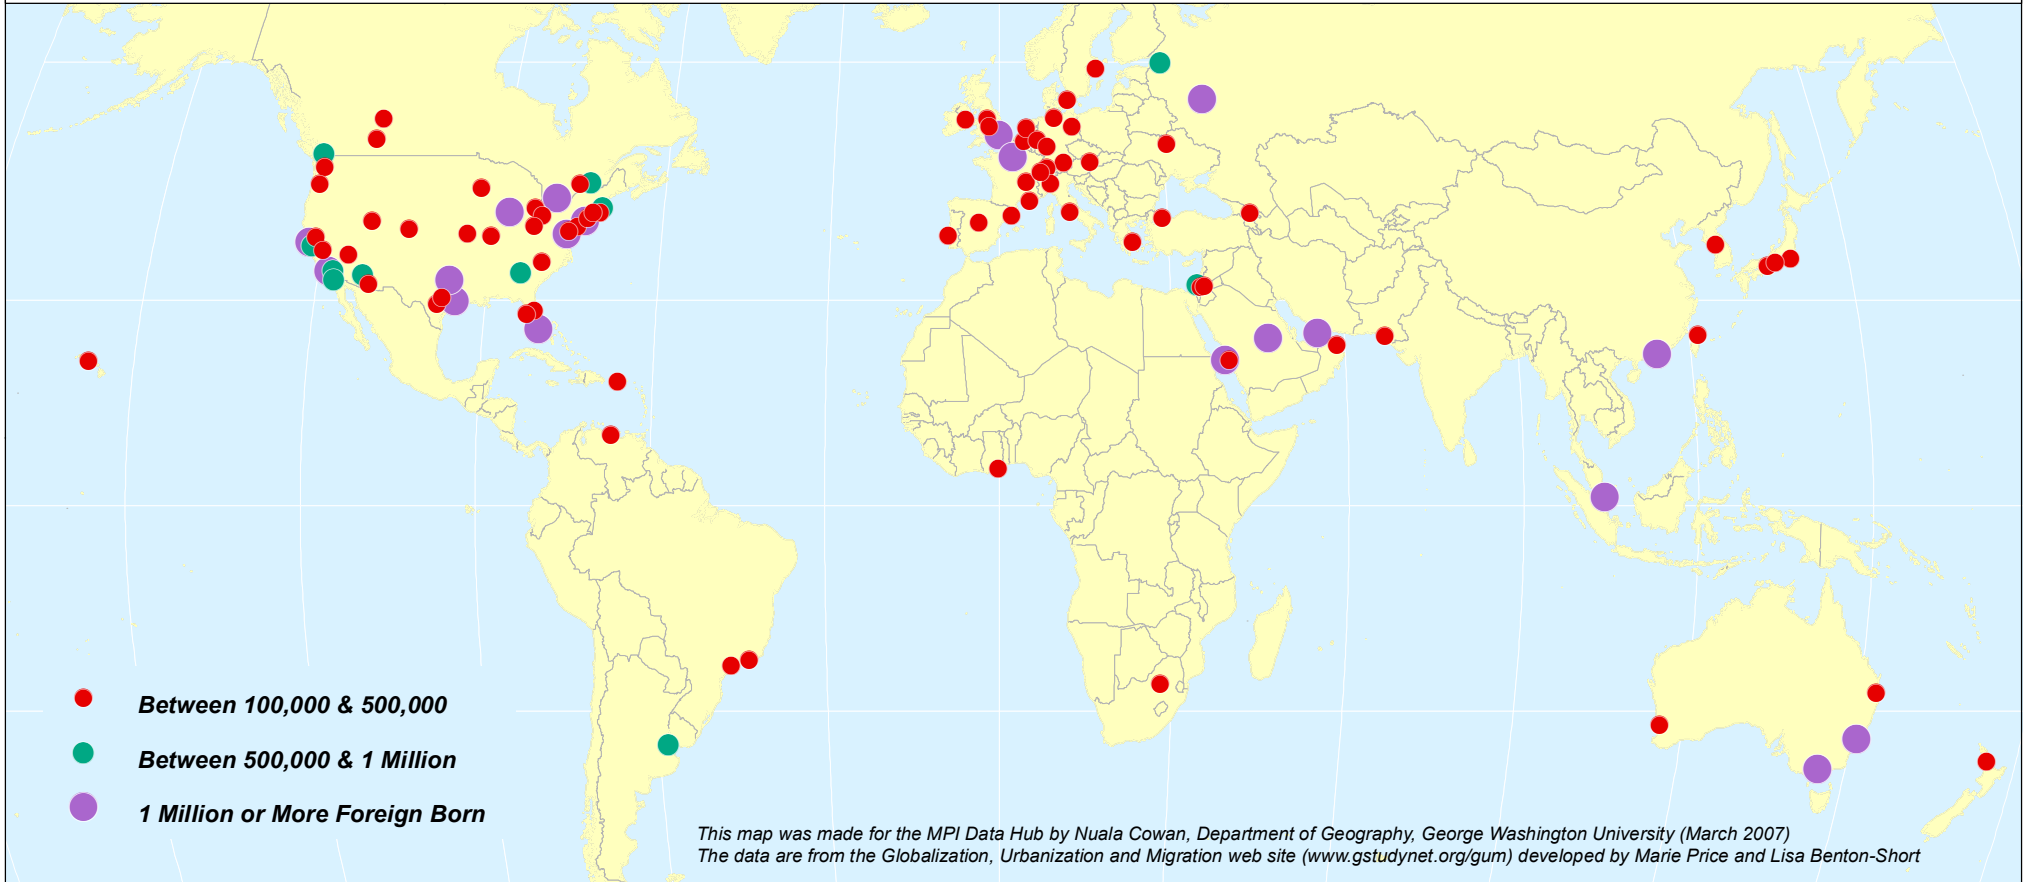 Between 100,000 & 500,000
Between 500,000 & 1 Million
1 Million or More Foreign Born
This map was made for the MPI Data Hub by Nuala Cowan, Department of Geography, George Washington University (March 2007)
The data are from the Globalization, Urbanization and Migration web site (www.gstudynet.org/gum) developed by Marie Price and Lisa Benton-Short